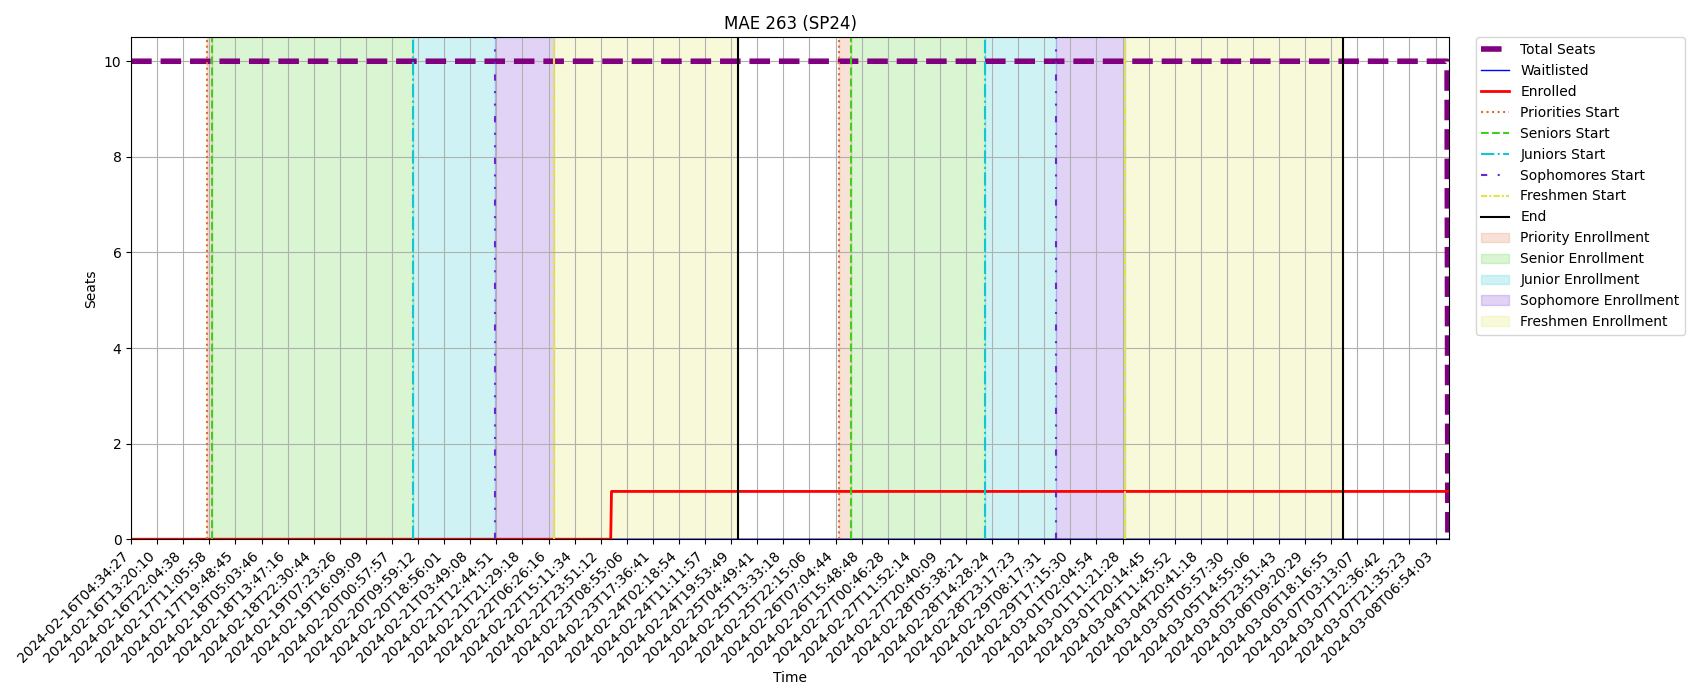 MAE 263 (SP24)
Seats
10
8
6
4
2
0
2024-02-16T04:34:27
2024-02-16T13:20:10
2024-02-16T22:04:38
2024-02-17T11:05:58
2024-02-17T19:48:45
2024-02-18T05:03:46
2024-02-18T13:47:16
2024-02-18T22:30:44
2024-02-19T07:23:26
2024-02-19T16:09:09
2024-02-20T00:57:57
2024-02-20T09:59:12
2024-02-20T18:56:01
2024-02-21T03:49:08
2024-02-21T12:44:51
2024-02-21T21:29:18
2024-02-22T06:26:16
2024-02-22T15:11:34
2024-02-22T23:51:12
2024-02-23T08:55:06
2024-02-23T17:36:41
2024-02-24T02:18:54
2024-02-24T11:11:57
2024-02-24T19:53:49
2024-02-25T04:49:41
2024-02-25T13:33:18
2024-02-25T22:15:06
2024-02-26T07:04:44
2024-02-26T15:48:48
2024-02-27T00:46:28
2024-02-27T11:52:14
2024-02-27T20:40:09
2024-02-28T05:38:21
2024-02-28T14:28:24
2024-02-28T23:17:23
2024-02-29T08:17:31
2024-02-29T17:15:30
2024-03-01T02:04:54
2024-03-01T11:21:28
2024-03-01T20:14:45
2024-03-04T11:45:52
2024-03-04T20:41:18
2024-03-05T05:57:30
2024-03-05T14:55:06
2024-03-05T23:51:43
2024-03-06T09:20:29
2024-03-06T18:16:55
2024-03-07T03:13:07
2024-03-07T12:36:42
2024-03-07T21:35:23
2024-03-08T06:54:03
Time
Total Seats
Waitlisted
Enrolled
Priorities Start
Seniors Start
Juniors Start
Sophomores Start
Freshmen Start
End
Priority Enrollment
Senior Enrollment
Junior Enrollment
Sophomore Enrollment
Freshmen Enrollment